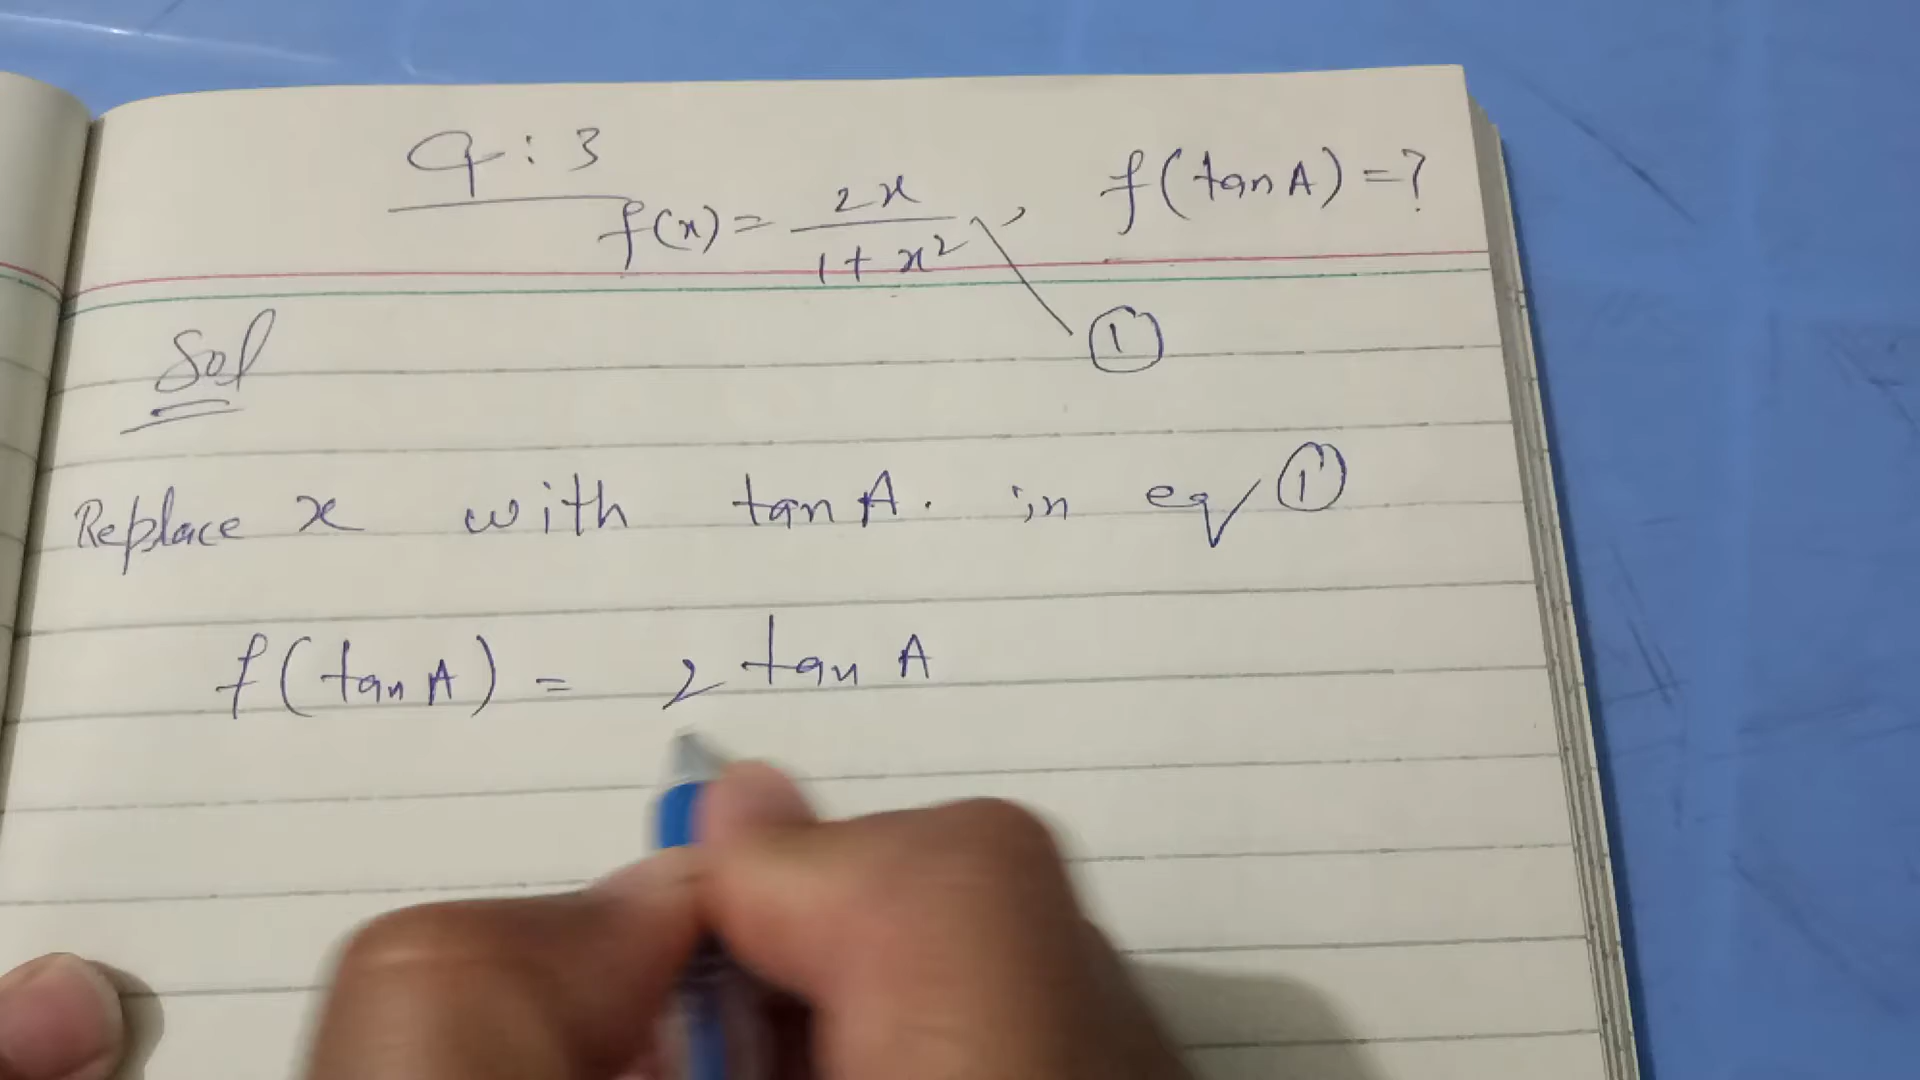 Q: 3
f(x) = 2x / 1 + x², f(tan A) = ?
①
Sol
Replace x with tan A. in eq ①
f(tan A) = 2 tan A